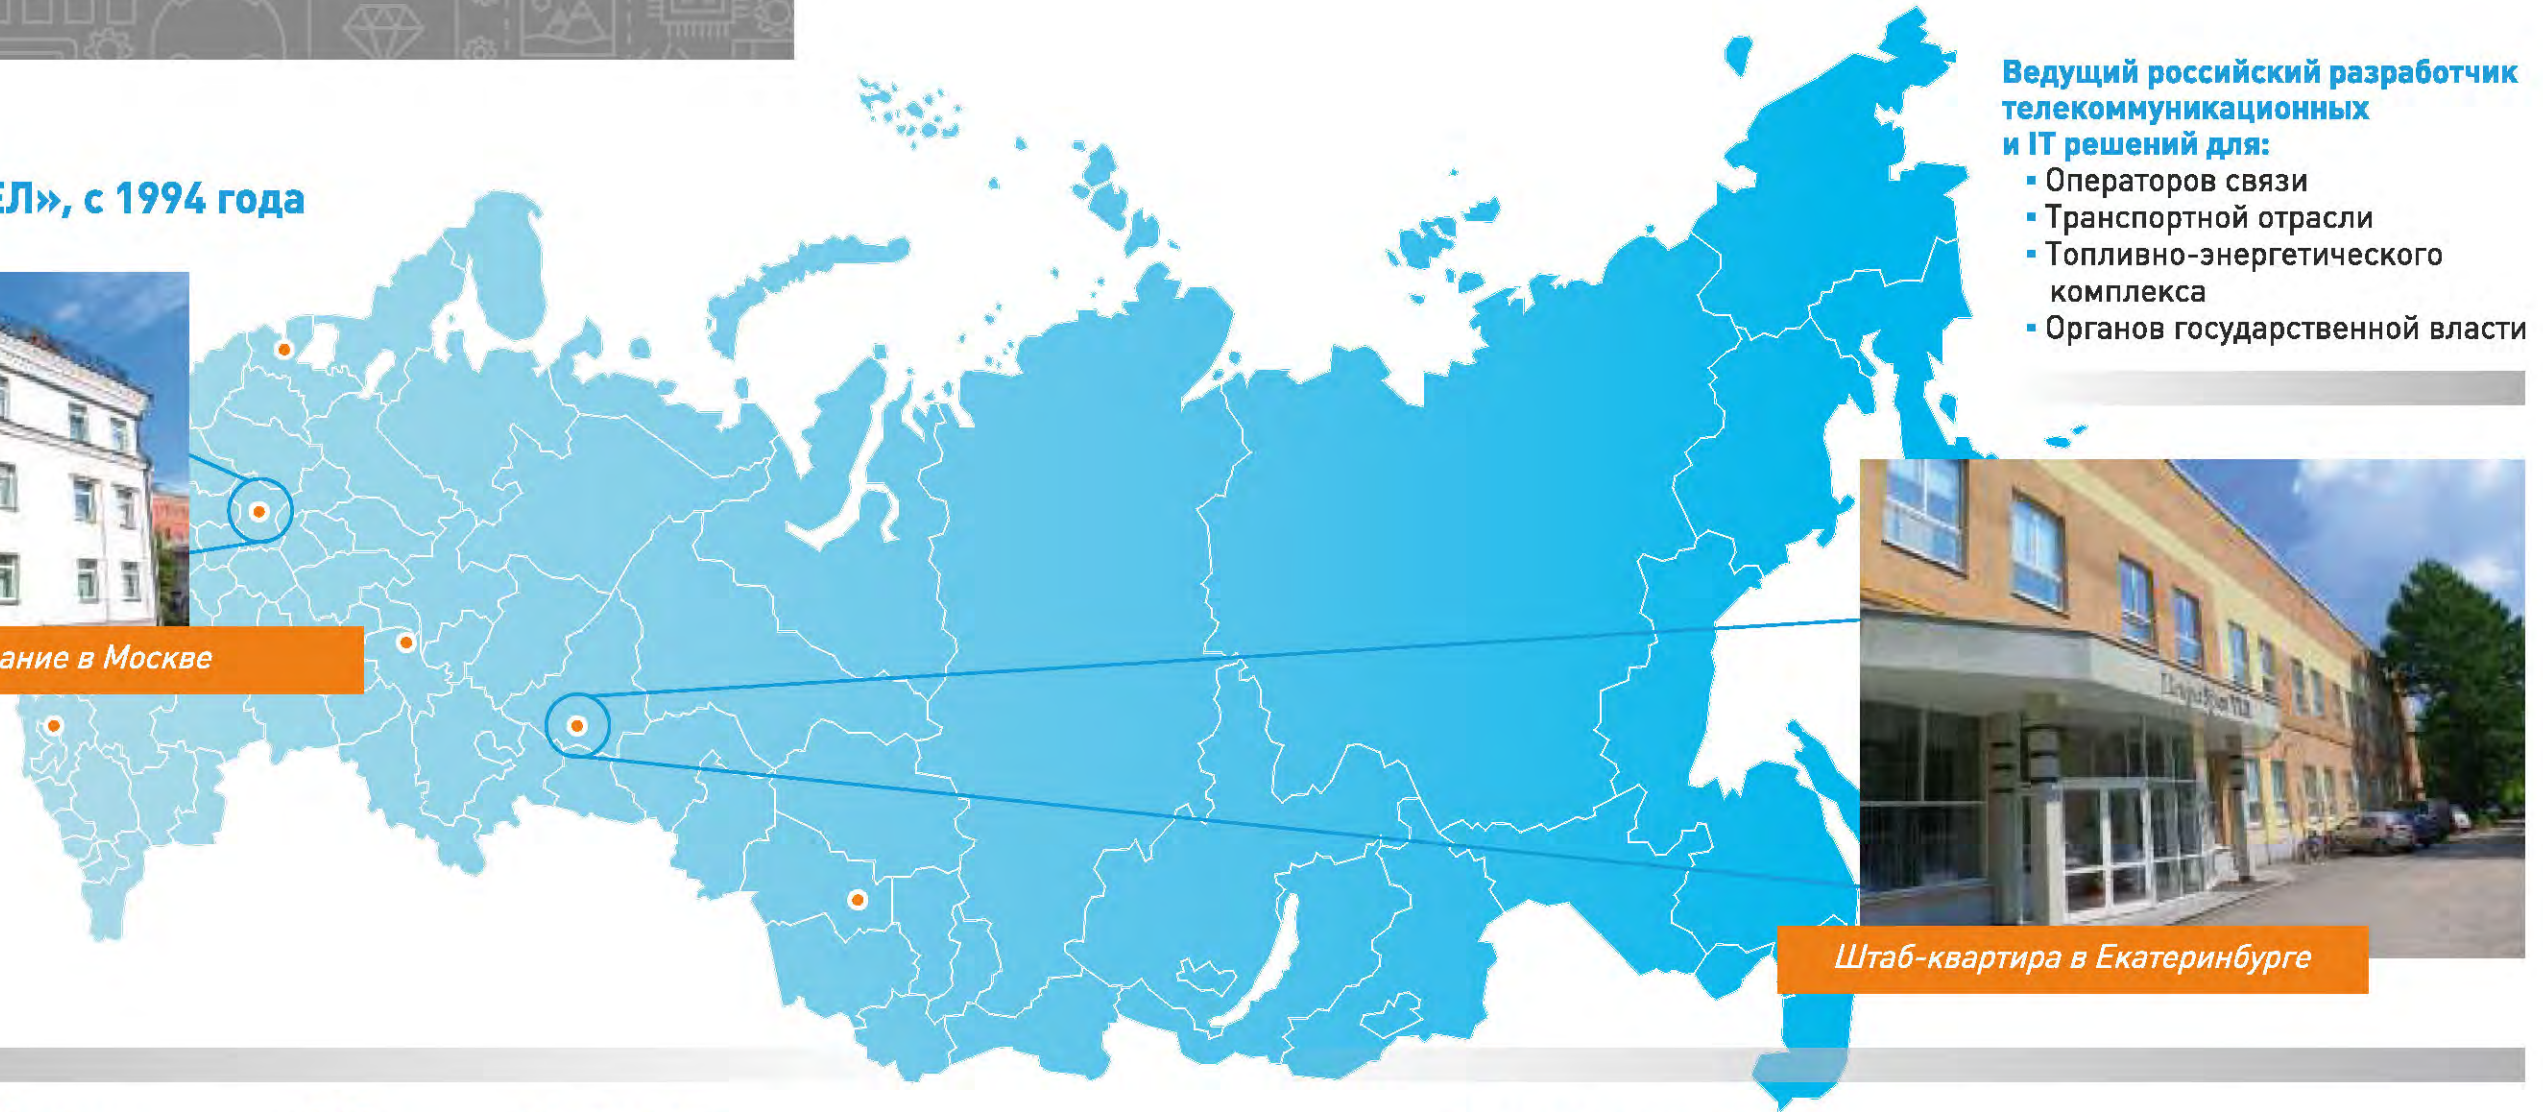 ЕЛ», с 1994 года
Ведущий российский разработчик
телекоммуникационных
и IT решений для:
▪ Операторов связи
▪ Транспортной отрасли
▪ Топливно-энергетического
комплекса
▪ Органов государственной власти
ание в Москве
Штаб-квартира в Екатеринбурге